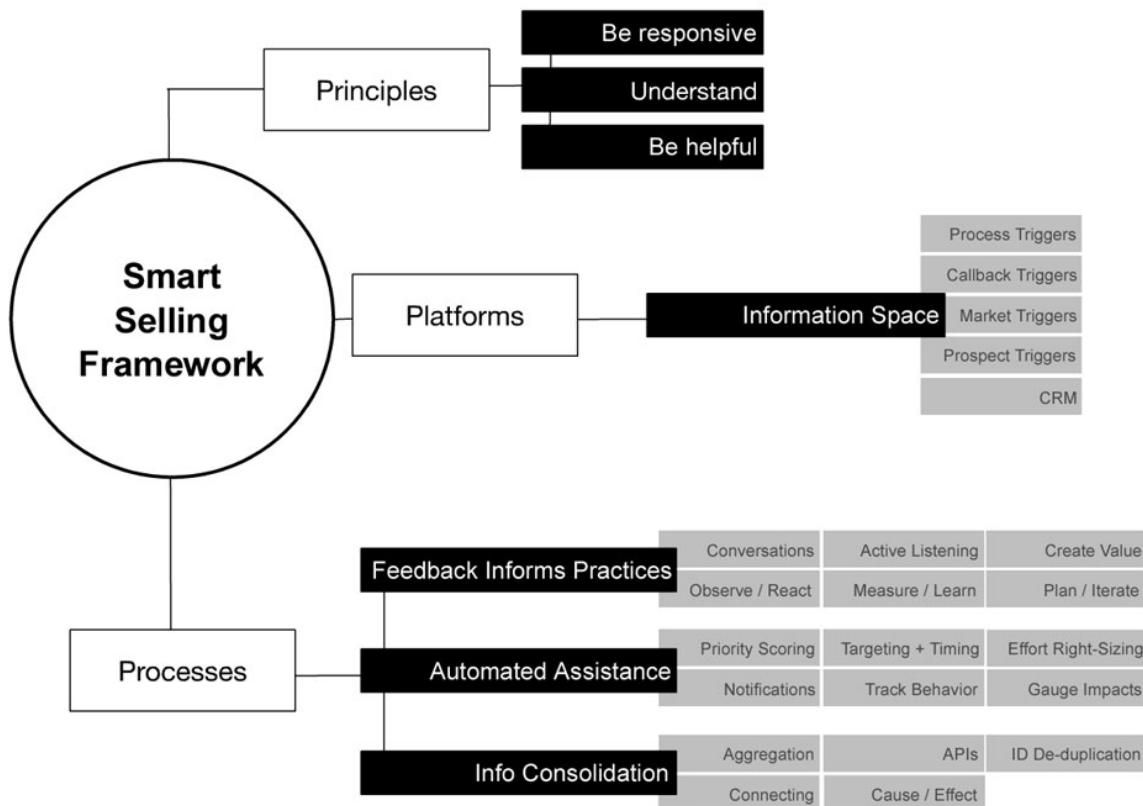 Be responsive
Principles
Understand
Be helpful
Smart
Selling
Framework
Platforms
Information Space
Process Triggers
Callback Triggers
Market Triggers
Prospect Triggers
CRM
Processes
Feedback Informs Practices
Conversations Active Listening Create Value
Observe / React Measure / Learn Plan / Iterate
Automated Assistance
Priority Scoring Targeting + Timing Effort Right-Sizing
Notifications Track Behavior Gauge Impacts
Info Consolidation
Aggregation APIs ID De-duplication
Connecting Cause / Effect